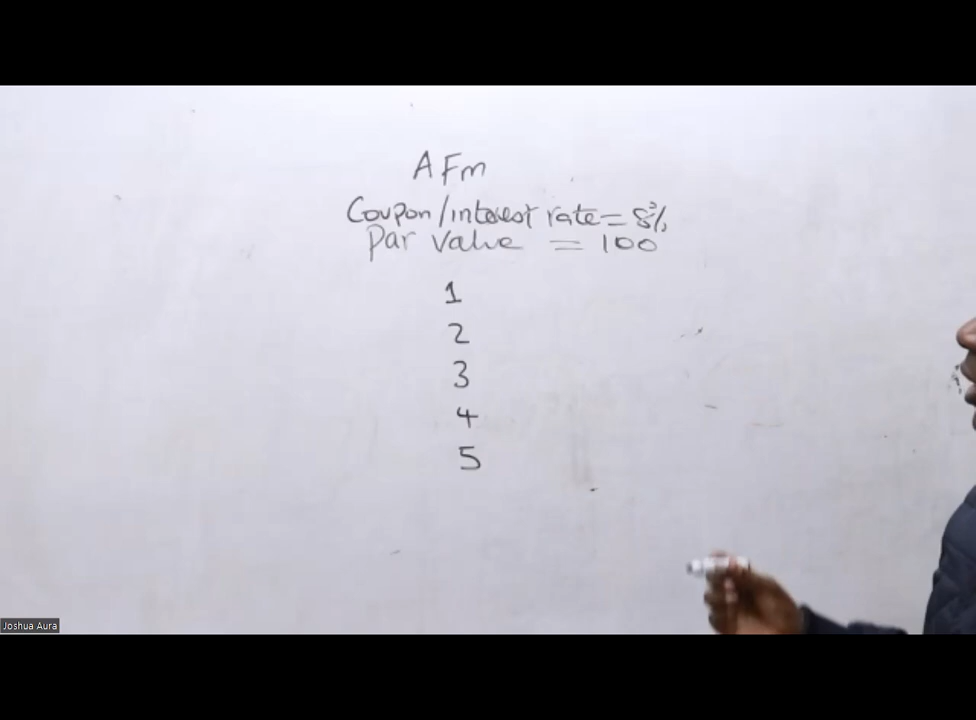 AFm
Coupon/interest rate = 8%
Par value = 100
1
2
3
4
5
Joshua Aura